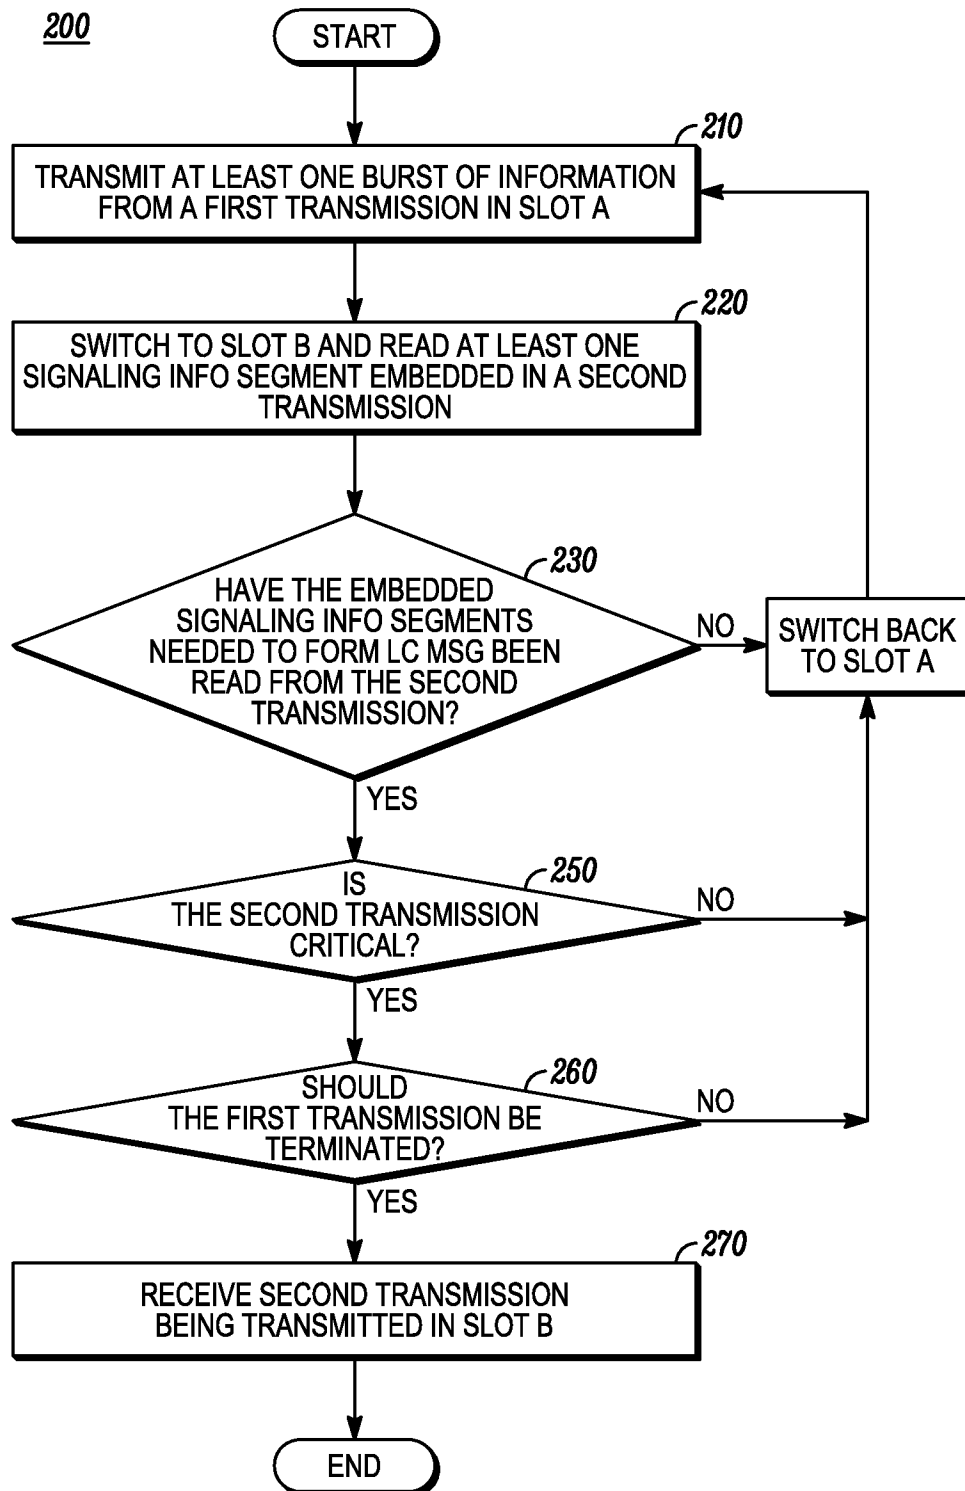 200
START
210
TRANSMIT AT LEAST ONE BURST OF INFORMATION
FROM A FIRST TRANSMISSION IN SLOT A
220
SWITCH TO SLOT B AND READ AT LEAST ONE
SIGNALING INFO SEGMENT EMBEDDED IN A SECOND
TRANSMISSION
230
HAVE THE EMBEDDED
SIGNALING INFO SEGMENTS
NEEDED TO FORM LC MSG BEEN
READ FROM THE SECOND
TRANSMISSION?
NO
SWITCH BACK
TO SLOT A
YES
250
IS
THE SECOND TRANSMISSION
CRITICAL?
NO
YES
260
SHOULD
THE FIRST TRANSMISSION BE
TERMINATED?
NO
YES
270
RECEIVE SECOND TRANSMISSION
BEING TRANSMITTED IN SLOT B
END